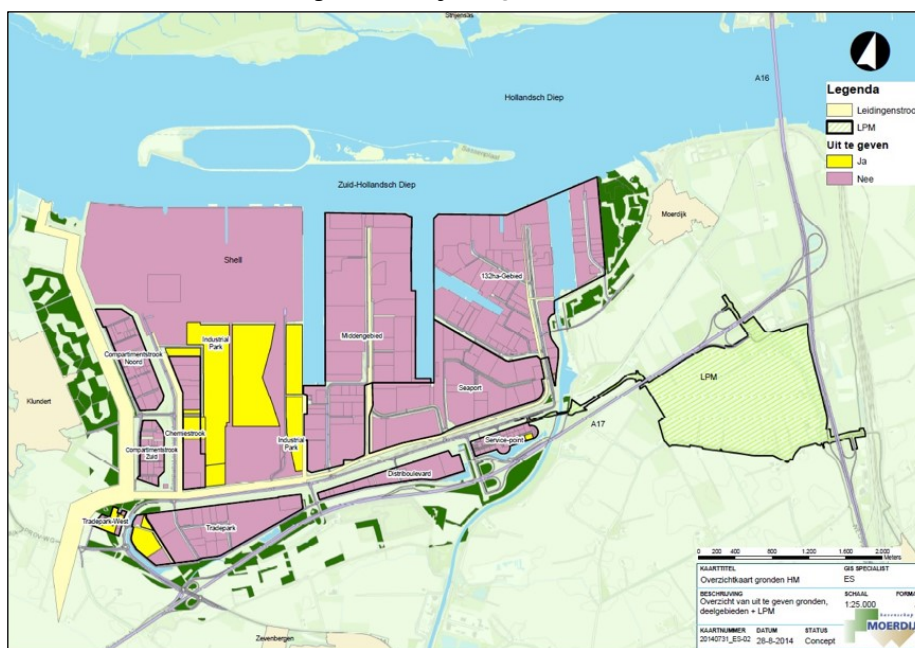 Strijensas
A16
Hollandsch Diep
Legenda
Leidingenstroo
LPM
Uit te geven
Ja
Nee
Zuid-Hollandsch Diep
Moerdijk
Shell
132ha-Gebied
Industrial
Park
Middengebied
Compartimentstrook
Noord
LPM
Seaport
Klundert
Chemiestrook
Industrial
Park
A17
Service-point
Compartimentstrook
Zuid
Distriboulevard
Tradepark-West
Tradepark
Zevenbergen
0 200 400 800 1.200 1.600 2.000
Meters
KAARTTITEL GIS SPECIALIST
Overzichtkaart gronden HM ES
BESCHRIJVING SCHAAL FORMA
Overzicht van uit te geven gronden, 1:25.000
deelgebieden + LPM
KAARTNUMMER DATUM STATUS
20140731_ES-02 28-8-2014 Concept
MOERDIJK